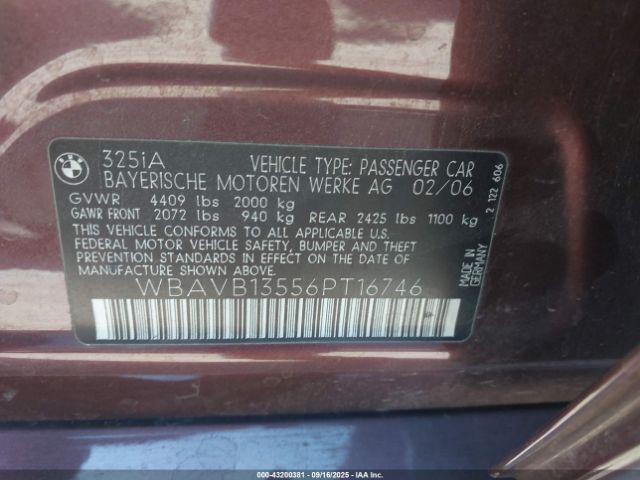 BMW
325iA VEHICLE TYPE: PASSENGER CAR
BAYERISCHE MOTOREN WERKE AG 02/06
GVWR 4409 lbs 2000 kg
GAWR FRONT 2072 lbs 940 kg REAR 2425 lbs 1100 kg
THIS VEHICLE CONFORMS TO ALL APPLICABLE U.S.
FEDERAL MOTOR VEHICLE SAFETY, BUMPER AND THEFT
PREVENTION STANDARDS IN EFFECT ON THE DATE OF
MANUFACTURE SHOWN ABOVE.
WBAVB13556PT16746
MADE IN
GERMANY
2 122 606
00-43200381 - 09/16/2025 - IAA Inc.